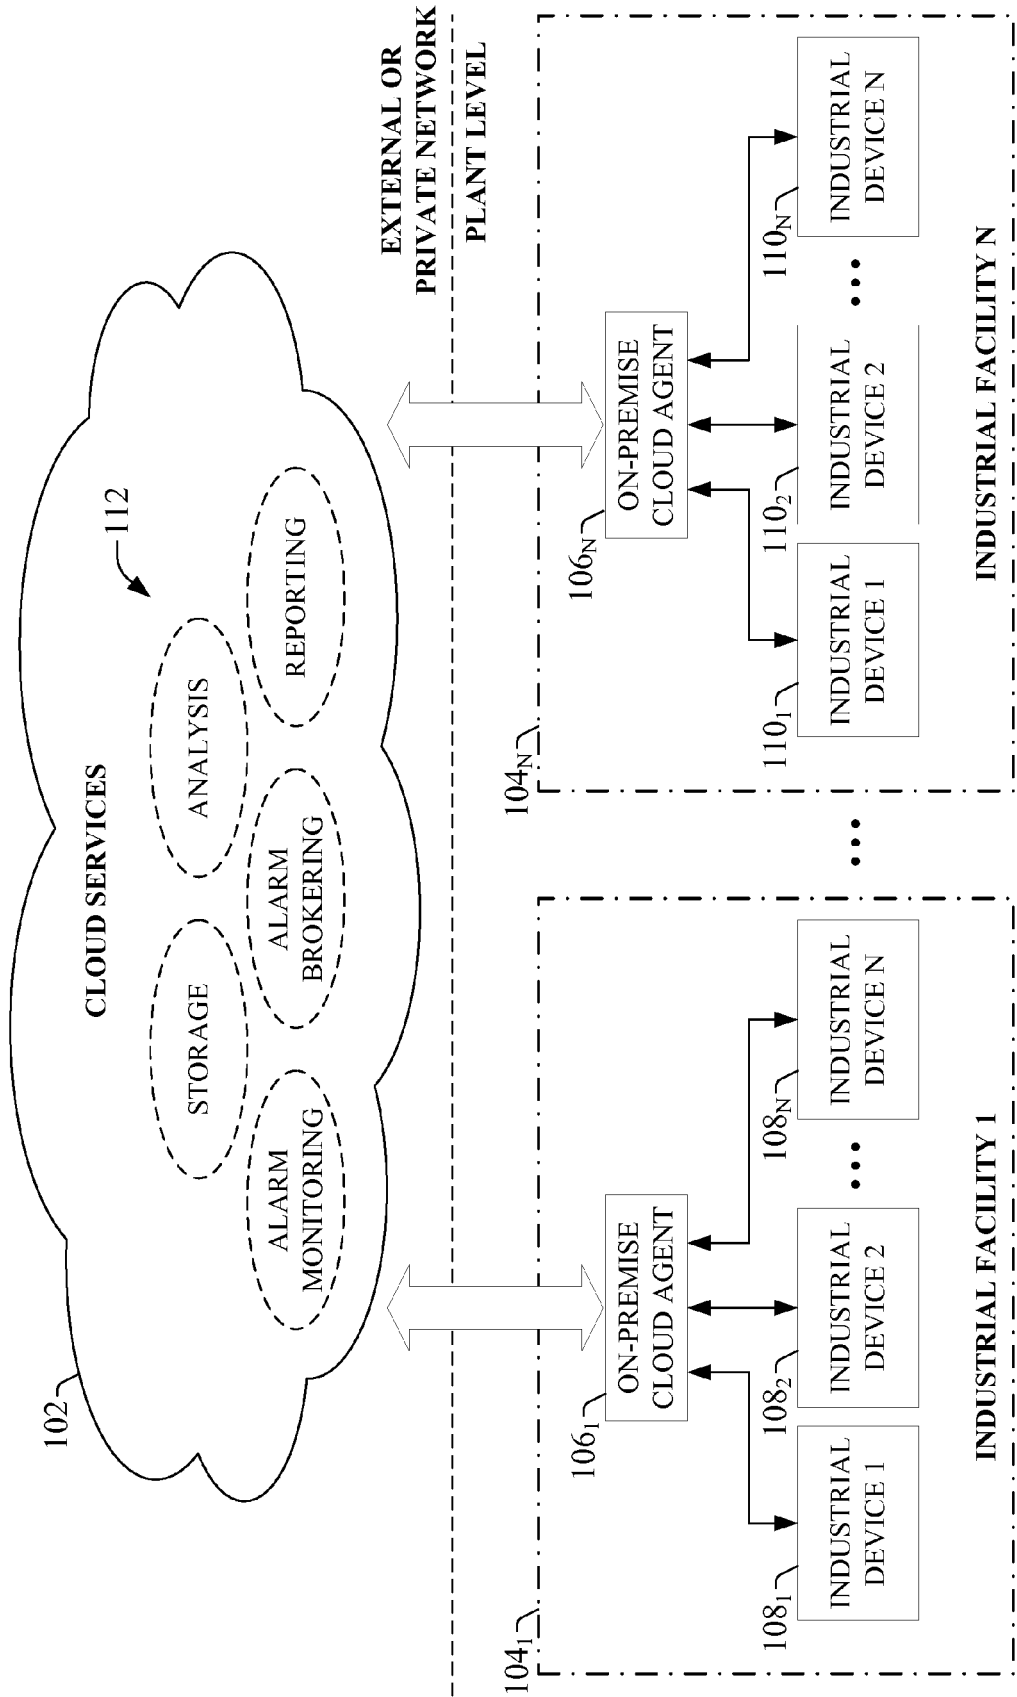 102
CLOUD SERVICES
112
STORAGE
ANALYSIS
ALARM
MONITORING
ALARM
BROKERING
REPORTING
EXTERNAL OR
PRIVATE NETWORK
PLANT LEVEL
104₁
106₁
ON-PREMISE
CLOUD AGENT
108₁
INDUSTRIAL
DEVICE 1
108₂
INDUSTRIAL
DEVICE 2
•••
108N
INDUSTRIAL
DEVICE N
INDUSTRIAL FACILITY 1
•••
104N
106N
ON-PREMISE
CLOUD AGENT
110₁
INDUSTRIAL
DEVICE 1
110₂
INDUSTRIAL
DEVICE 2
•••
110N
INDUSTRIAL
DEVICE N
INDUSTRIAL FACILITY N